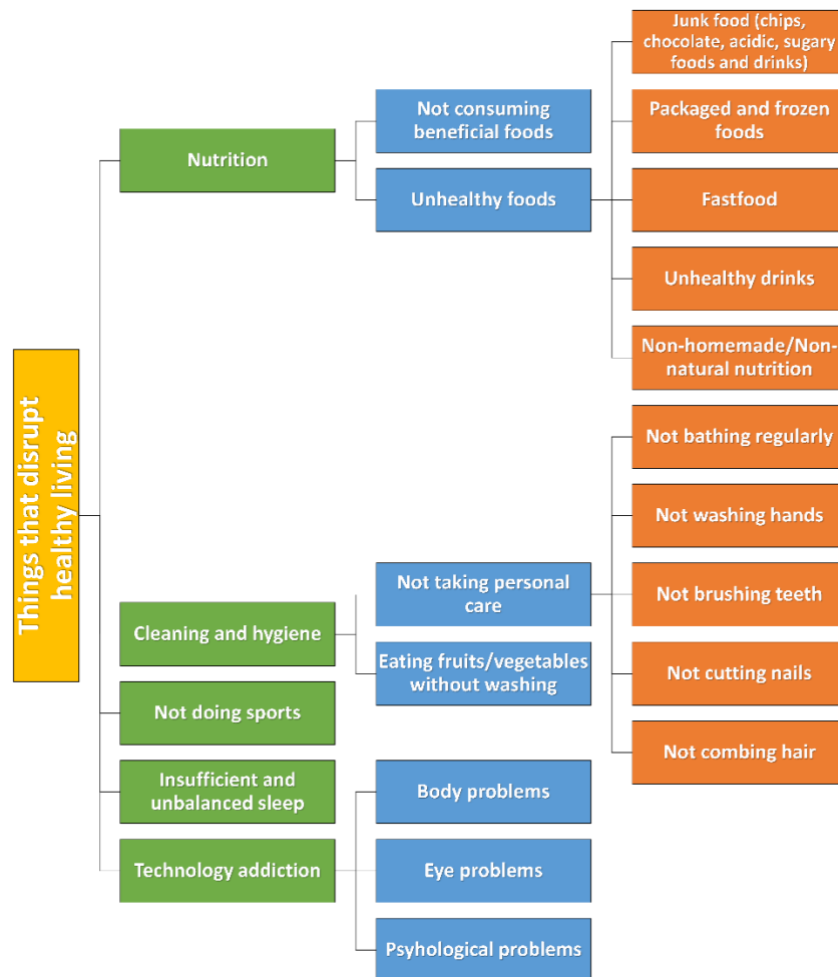 Things that disrupt
healthy living
Nutrition
Not consuming
beneficial foods
Unhealthy foods
Junk food (chips,
chocolate, acidic, sugary
foods and drinks)
Packaged and frozen
foods
Fastfood
Unhealthy drinks
Non-homemade/Non-
natural nutrition
Cleaning and hygiene
Not taking personal
care
Not bathing regularly
Not washing hands
Not brushing teeth
Not cutting nails
Not combing hair
Eating fruits/vegetables
without washing
Not doing sports
Insufficient and
unbalanced sleep
Technology addiction
Body problems
Eye problems
Psyhological problems